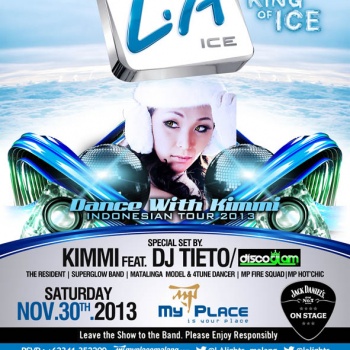 KING
OF
L.A
ICE
ICE
Dance With Kimmi
INDONESIAN TOUR 2013
SPECIAL SET BY.
KIMMI FEAT. DJ TIETO/ discoglam
THE RESIDENT | SUPERGLOW BAND | MATALINGA MODEL & 4TUNE DANCER | MP FIRE SQUAD | MP HOT'CHIC
SATURDAY
NOV.30TH 2013
MY PLACE
is your place
JACK DANIEL'S
ON STAGE
Leave the Show to the Band. Please Enjoy Responsibly